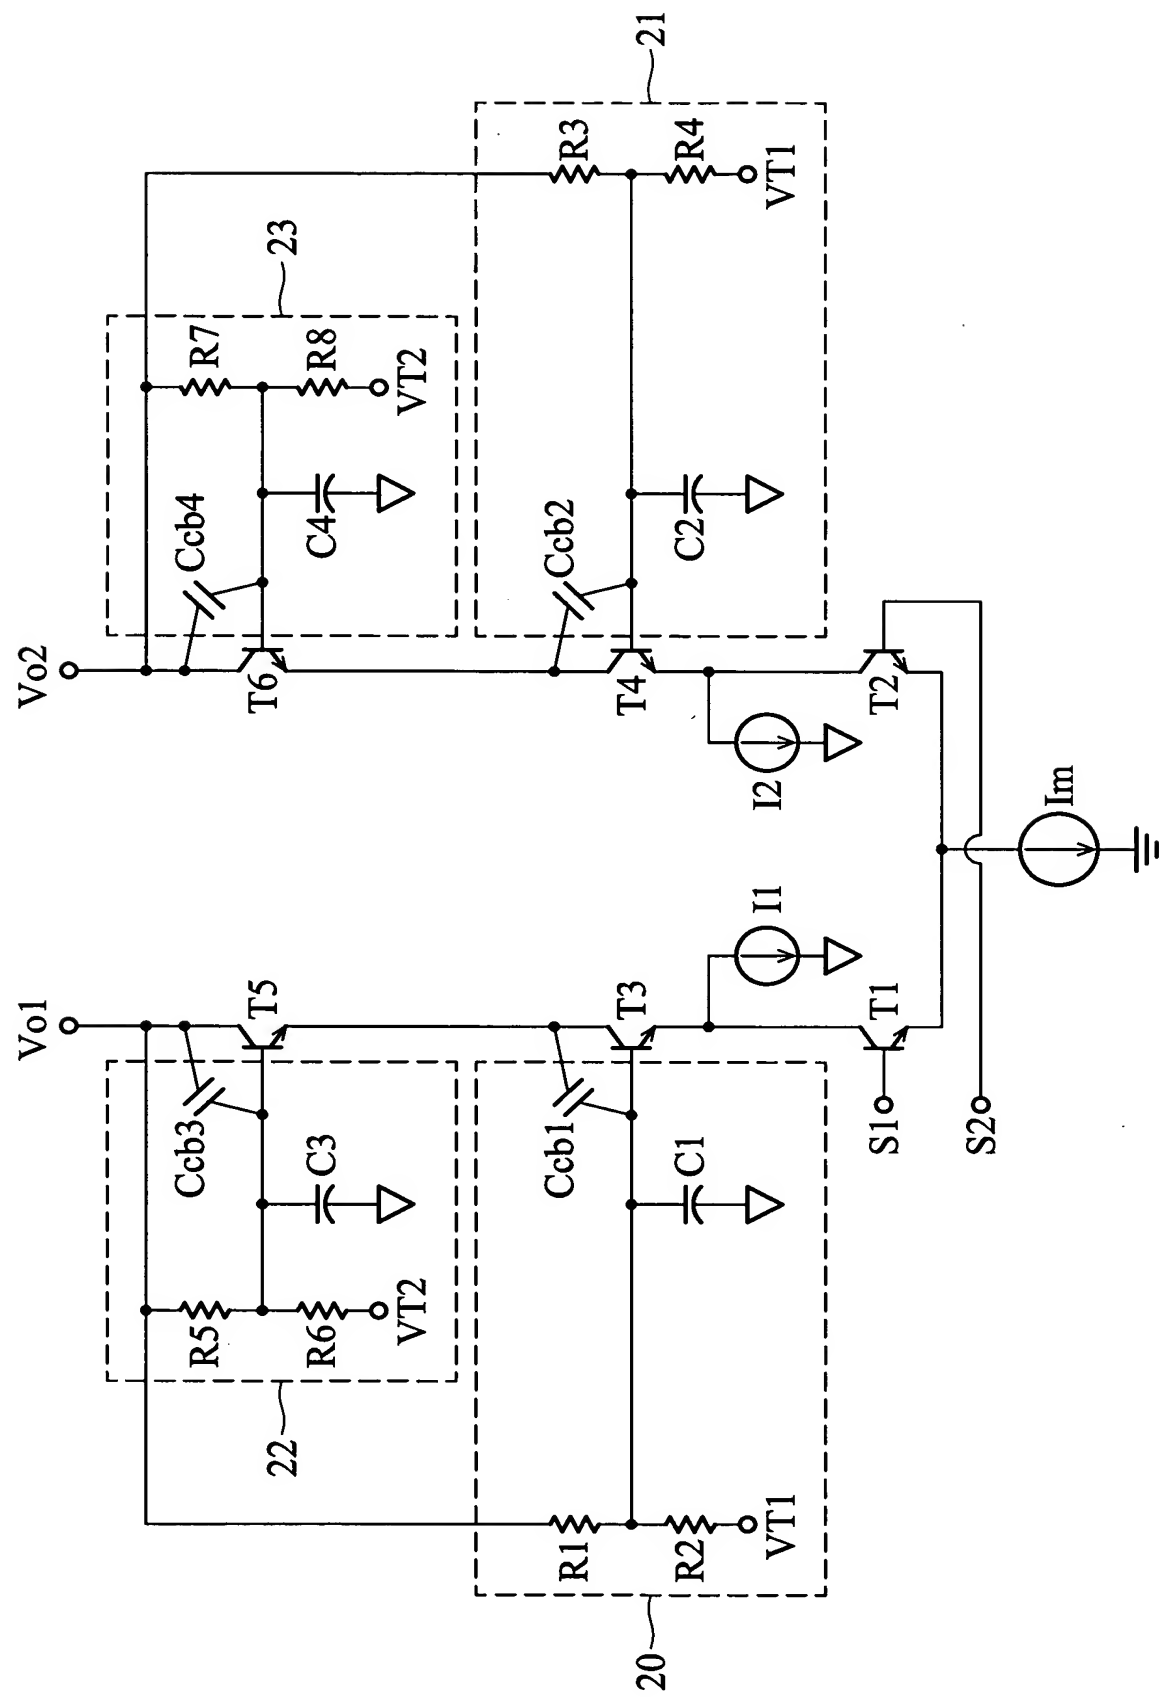 Vo1
Vo2
22
R5
R6
VT2
C3
Ccb3
T5
T6
Ccb4
C4
R7
R8
VT2
23
20
R1
R2
VT1
C1
Ccb1
T3
T4
Ccb2
C2
R3
R4
VT1
21
I1
I2
S1
T1
T2
S2
Im